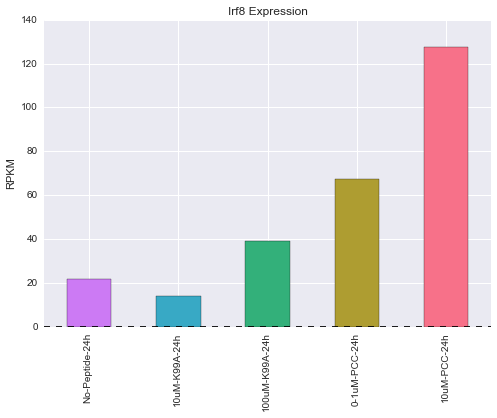 Irf8 Expression
140
120
100
80
60
40
20
0
RPKM
No-Peptide-24h
10uM-K99A-24h
100uM-K99A-24h
0-1uM-PCC-24h
10uM-PCC-24h